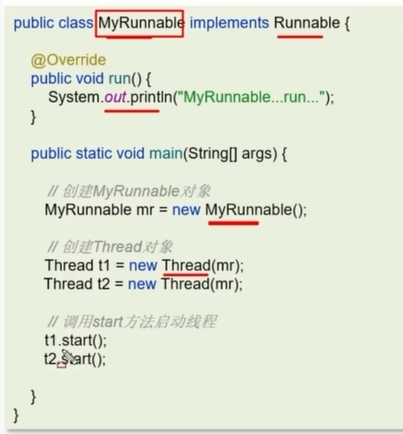 public class MyRunnable implements Runnable {
@Override
public void run() {
System.out.println("MyRunnable...run...");
}
public static void main(String[] args) {
// 创建MyRunnable对象
MyRunnable mr = new MyRunnable();
// 创建Thread对象
Thread t1 = new Thread(mr);
Thread t2 = new Thread(mr);
// 调用start方法启动线程
t1.start();
t2.start();
}
}